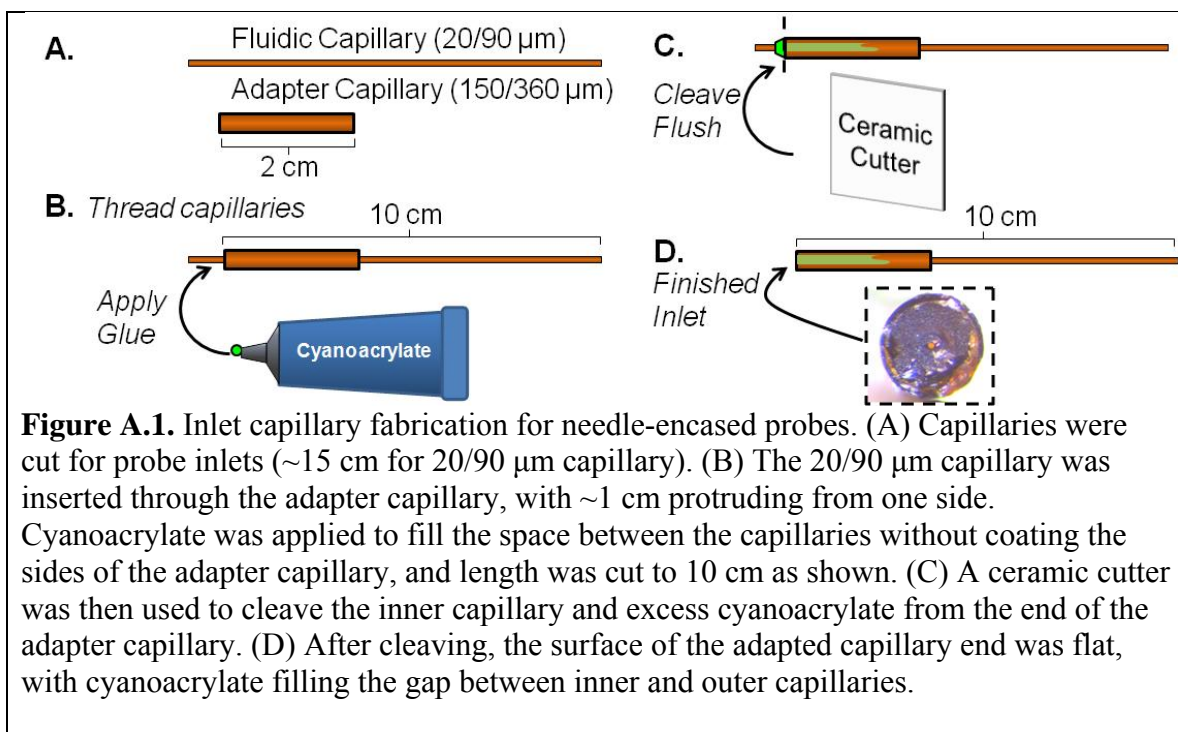 A.
Fluidic Capillary (20/90 µm)
Adapter Capillary (150/360 µm)
2 cm
B. Thread capillaries
10 cm
Apply
Glue
Cyanoacrylate
C.
Cleave
Flush
Ceramic
Cutter
10 cm
D.
Finished
Inlet
Figure A.1. Inlet capillary fabrication for needle-encased probes. (A) Capillaries were
cut for probe inlets (~15 cm for 20/90 µm capillary). (B) The 20/90 µm capillary was
inserted through the adapter capillary, with ~1 cm protruding from one side.
Cyanoacrylate was applied to fill the space between the capillaries without coating the
sides of the adapter capillary, and length was cut to 10 cm as shown. (C) A ceramic cutter
was then used to cleave the inner capillary and excess cyanoacrylate from the end of the
adapter capillary. (D) After cleaving, the surface of the adapted capillary end was flat,
with cyanoacrylate filling the gap between inner and outer capillaries.